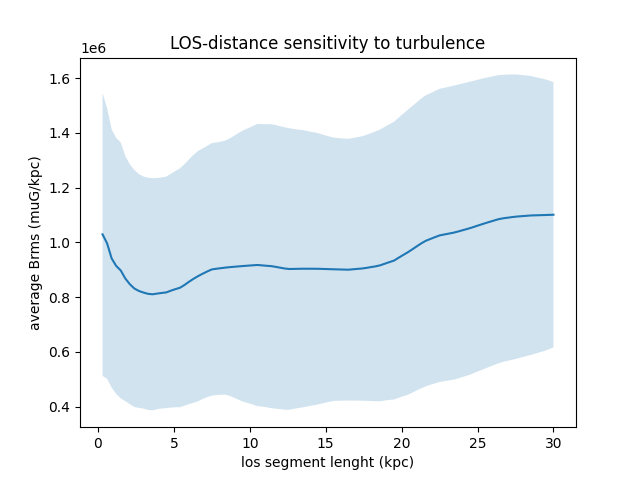 LOS-distance sensitivity to turbulence
1e6
1.6
1.4
1.2
1.0
0.8
0.6
0.4
average Brms (muG/kpc)
0 5 10 15 20 25 30
los segment lenght (kpc)